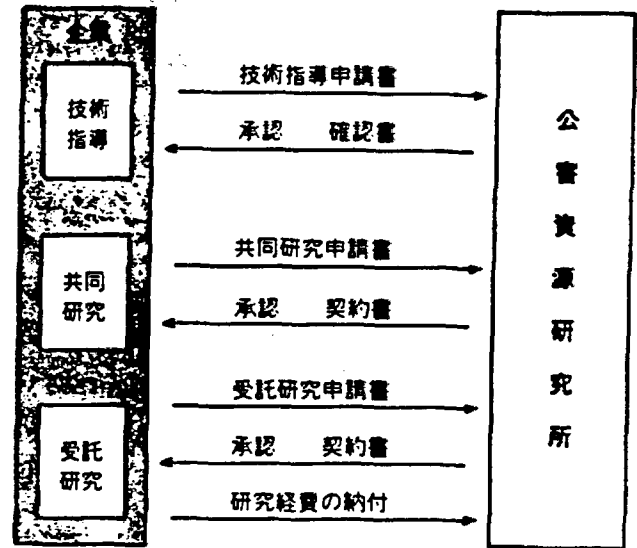 企業
技術
指導
技術指導申請書
承認　確認書
共同
研究
共同研究申請書
承認　契約書
受託
研究
受託研究申請書
承認　契約書
研究経費の納付
公害資源研究所